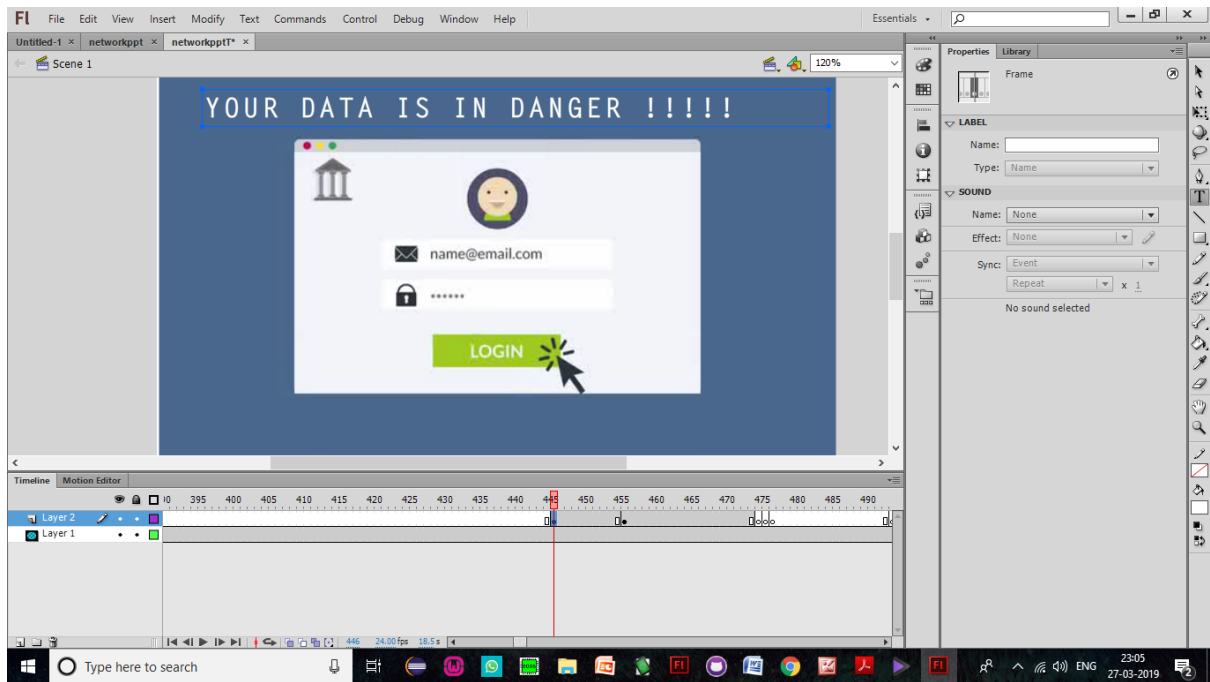 Fl File Edit View Insert Modify Text Commands Control Debug Window Help Essentials
Untitled-1 × networkppt × networkpptT* ×
Scene 1 120%
YOUR DATA IS IN DANGER !!!!!
name@email.com
••••••
LOGIN
Properties Library
Frame
LABEL
Name:
Type: Name
SOUND
Name: None
Effect: None
Sync: Event
Repeat x 1
No sound selected
Timeline Motion Editor
395 400 405 410 415 420 425 430 435 440 445 450 455 460 465 470 475 480 485 490
Layer 2
Layer 1
446 24.00 fps 18.5 s
Type here to search
ENG
23:05
27-03-2019
2